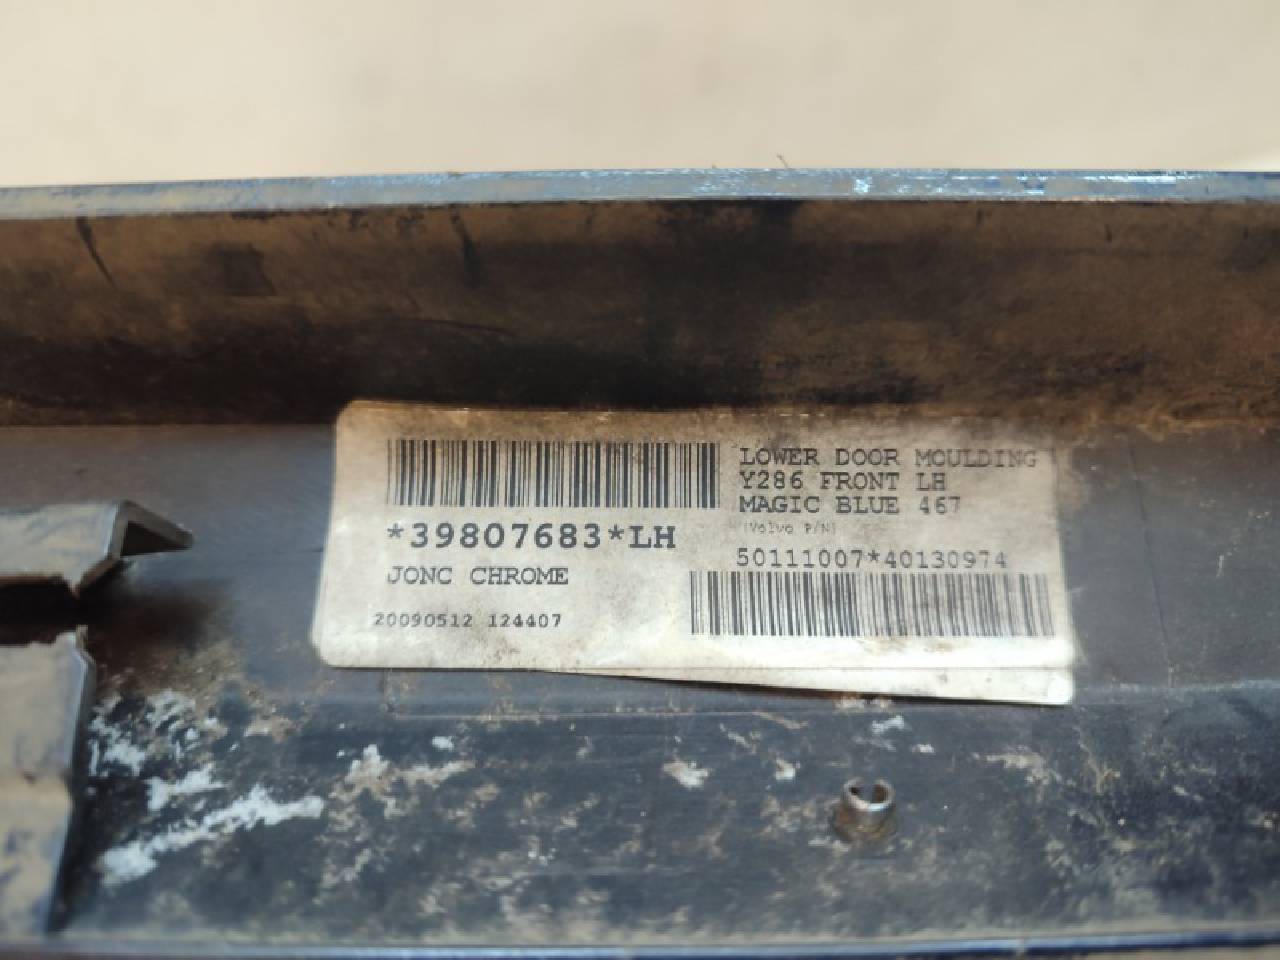 *39807683*LH
JONC CHROME
20090512 124407
LOWER DOOR MOULDING
Y286 FRONT LH
MAGIC BLUE 467
(Volvo P/N)
50111007*40130974